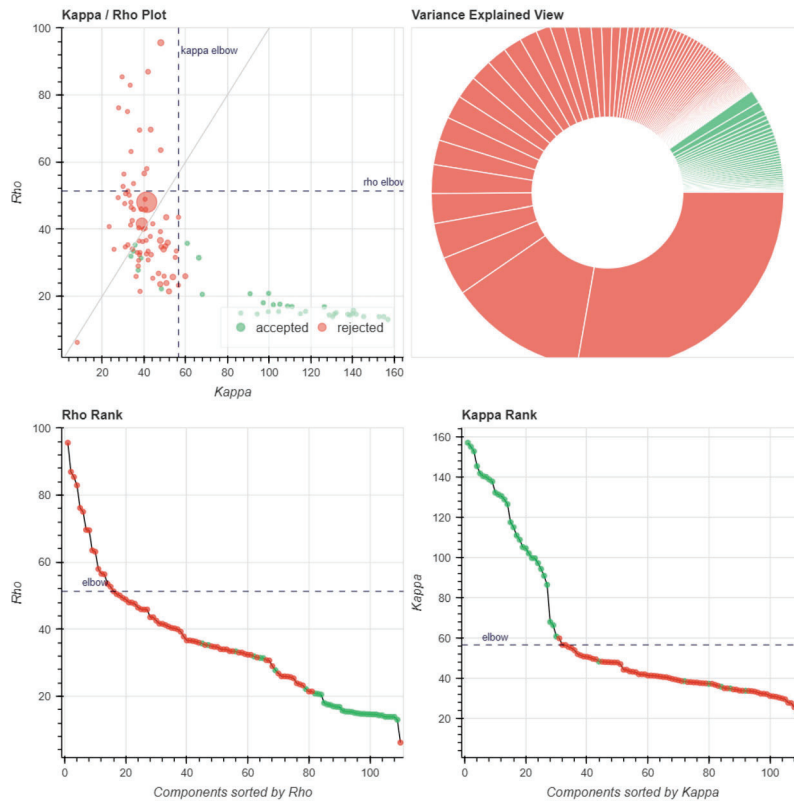 Kappa / Rho Plot
100
80
60
40
20
Rho
kappa elbow
rho elbow
accepted
rejected
20
40
60
80
100
120
140
160
Kappa
Variance Explained View
Rho Rank
100
80
60
40
20
Rho
elbow
0
20
40
60
80
100
Components sorted by Rho
Kappa Rank
160
140
120
100
80
60
40
20
0
Kappa
elbow
0
20
40
60
80
100
Components sorted by Kappa